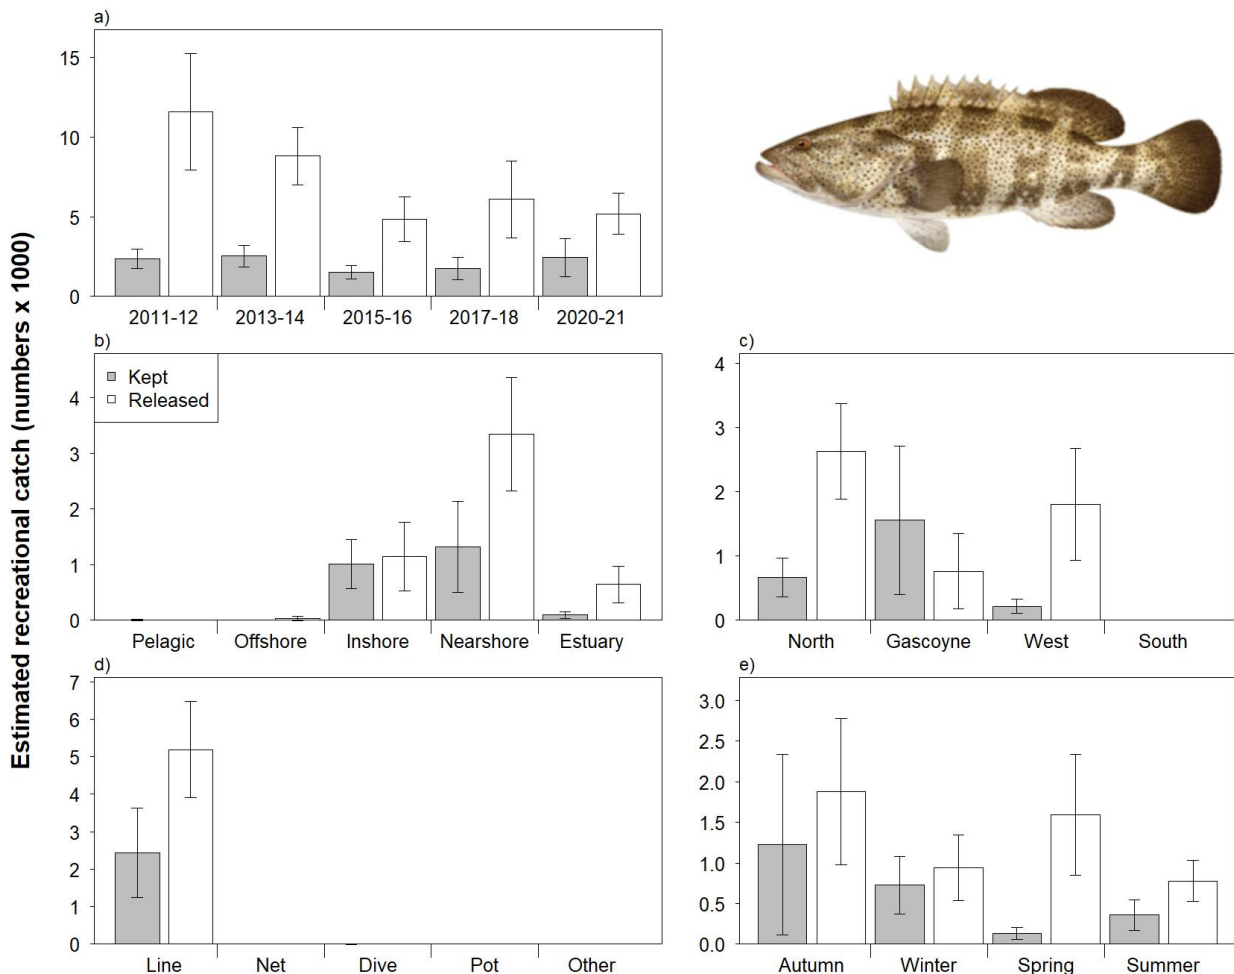 Estimated recreational catch (numbers x 1000)
a)
15
10
5
0
2011-12 2013-14 2015-16 2017-18 2020-21
b)
Kept
Released
4
3
2
1
0
Pelagic Offshore Inshore Nearshore Estuary
c)
4
3
2
1
0
North Gascoyne West South
d)
7
6
5
4
3
2
1
0
Line Net Dive Pot Other
e)
3.0
2.5
2.0
1.5
1.0
0.5
0.0
Autumn Winter Spring Summer